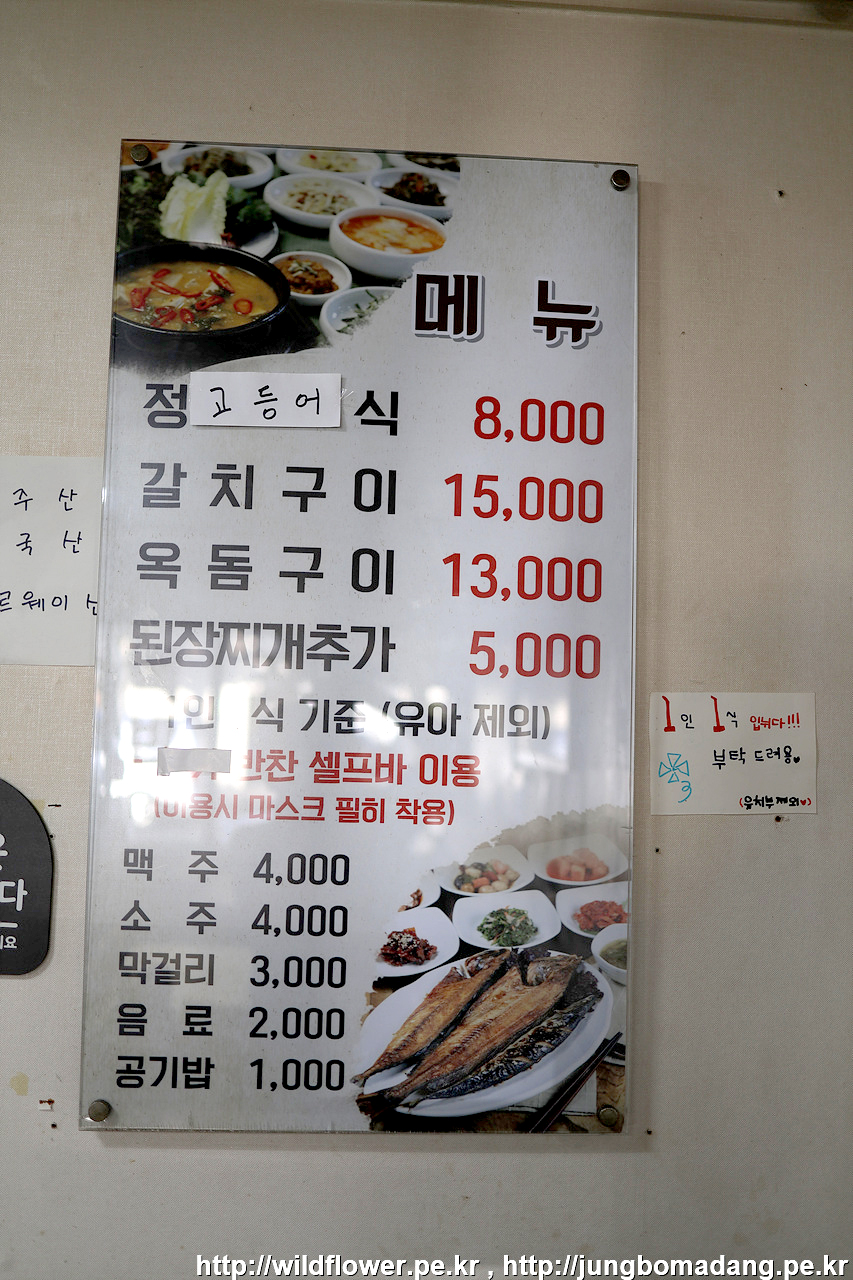 메 뉴
정 고등어 식 8,000
갈치구이 15,000
옥돔구이 13,000
된장찌개추가 5,000
1인 식 기준 (유아 제외)
반찬 셀프바 이용
(이용시 마스크 필히 착용)
맥 주 4,000
소 주 4,000
막걸리 3,000
음 료 2,000
공기밥 1,000
주 산
국 산
르웨이 산
다
요
1인 1식 입니다!!!
부탁 드려용
http://wildflower.pe.kr , http://jungbomadang.pe.kr